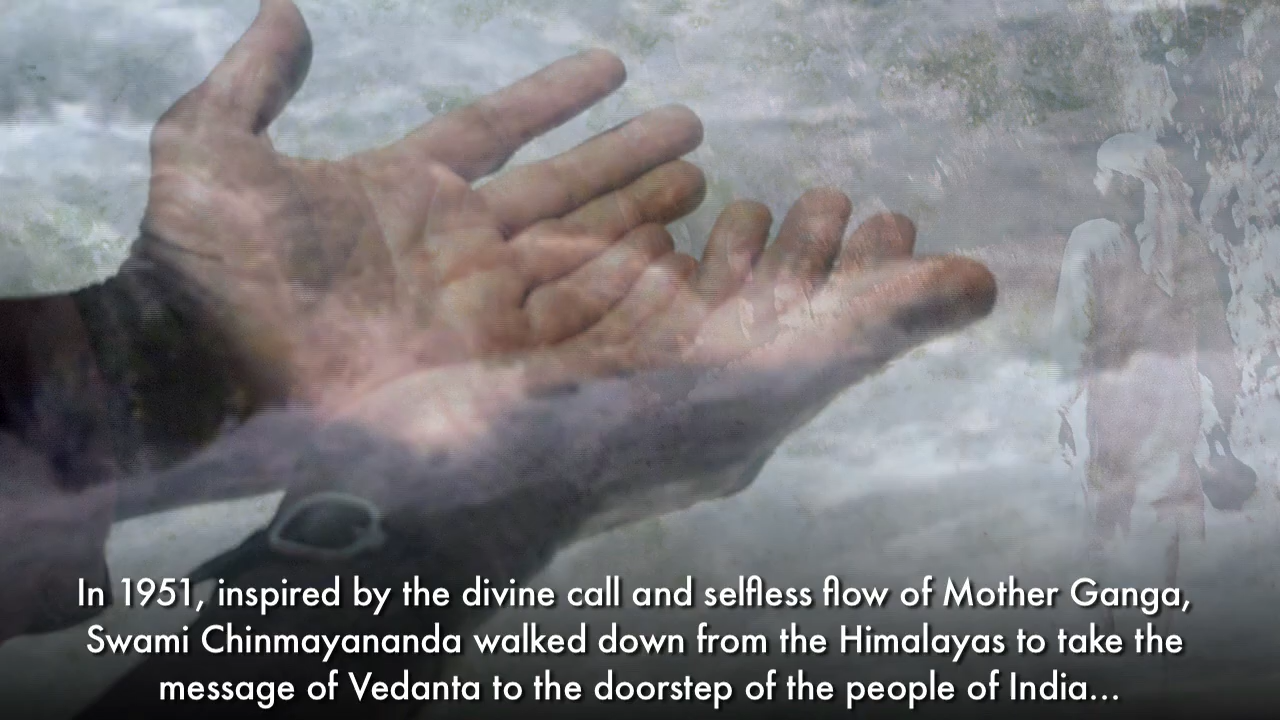 In 1951, inspired by the divine call and selfless flow of Mother Ganga,
Swami Chinmayananda walked down from the Himalayas to take the
message of Vedanta to the doorstep of the people of India...